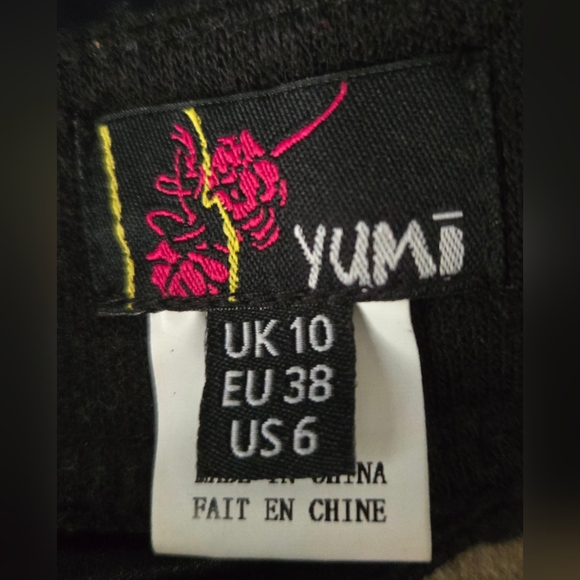 YUMi
UK 10
EU 38
US 6
MADE IN CHINA
FAIT EN CHINE